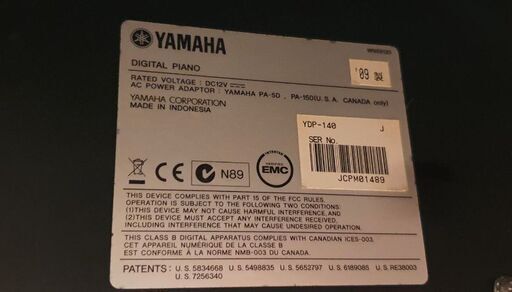 YAMAHA
DIGITAL PIANO
'09
RATED VOLTAGE : DC12V
AC POWER ADAPTOR : YAMAHA PA-5D , PA-150(U.S.A. CANADA only)
YAMAHA CORPORATION
MADE IN INDONESIA
YDP-140 J
SER No.
JCPM01489
CE N89 EMC
THIS DEVICE COMPLIES WITH PART 15 OF THE FCC RULES.
OPERATION IS SUBJECT TO THE FOLLOWING TWO CONDITIONS:
(1)THIS DEVICE MAY NOT CAUSE HARMFUL INTERFERENCE, AND
(2)THIS DEVICE MUST ACCEPT ANY INTERFERENCE RECEIVED,
INCLUDING INTERFERENCE THAT MAY CAUSE UNDESIRED OPERATION.
THIS CLASS B DIGITAL APPARATUS COMPLIES WITH CANADIAN ICES-003.
CET APPAREIL NUMÉRIQUE DE LA CLASSE B
EST CONFORME À LA NORME NMB-003 DU CANADA.
PATENTS: U.S. 5834668 U.S. 5498835 U.S. 5652797 U.S. 6189085 U.S. RE38003
U.S. 7256340